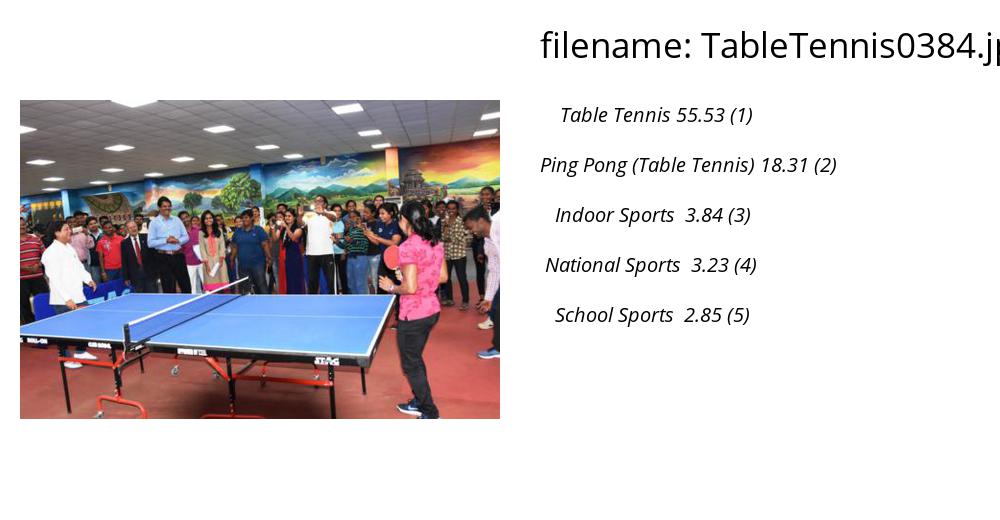 filename: TableTennis0384.jp
Table Tennis 55.53 (1)
Ping Pong (Table Tennis) 18.31 (2)
Indoor Sports 3.84 (3)
National Sports 3.23 (4)
School Sports 2.85 (5)